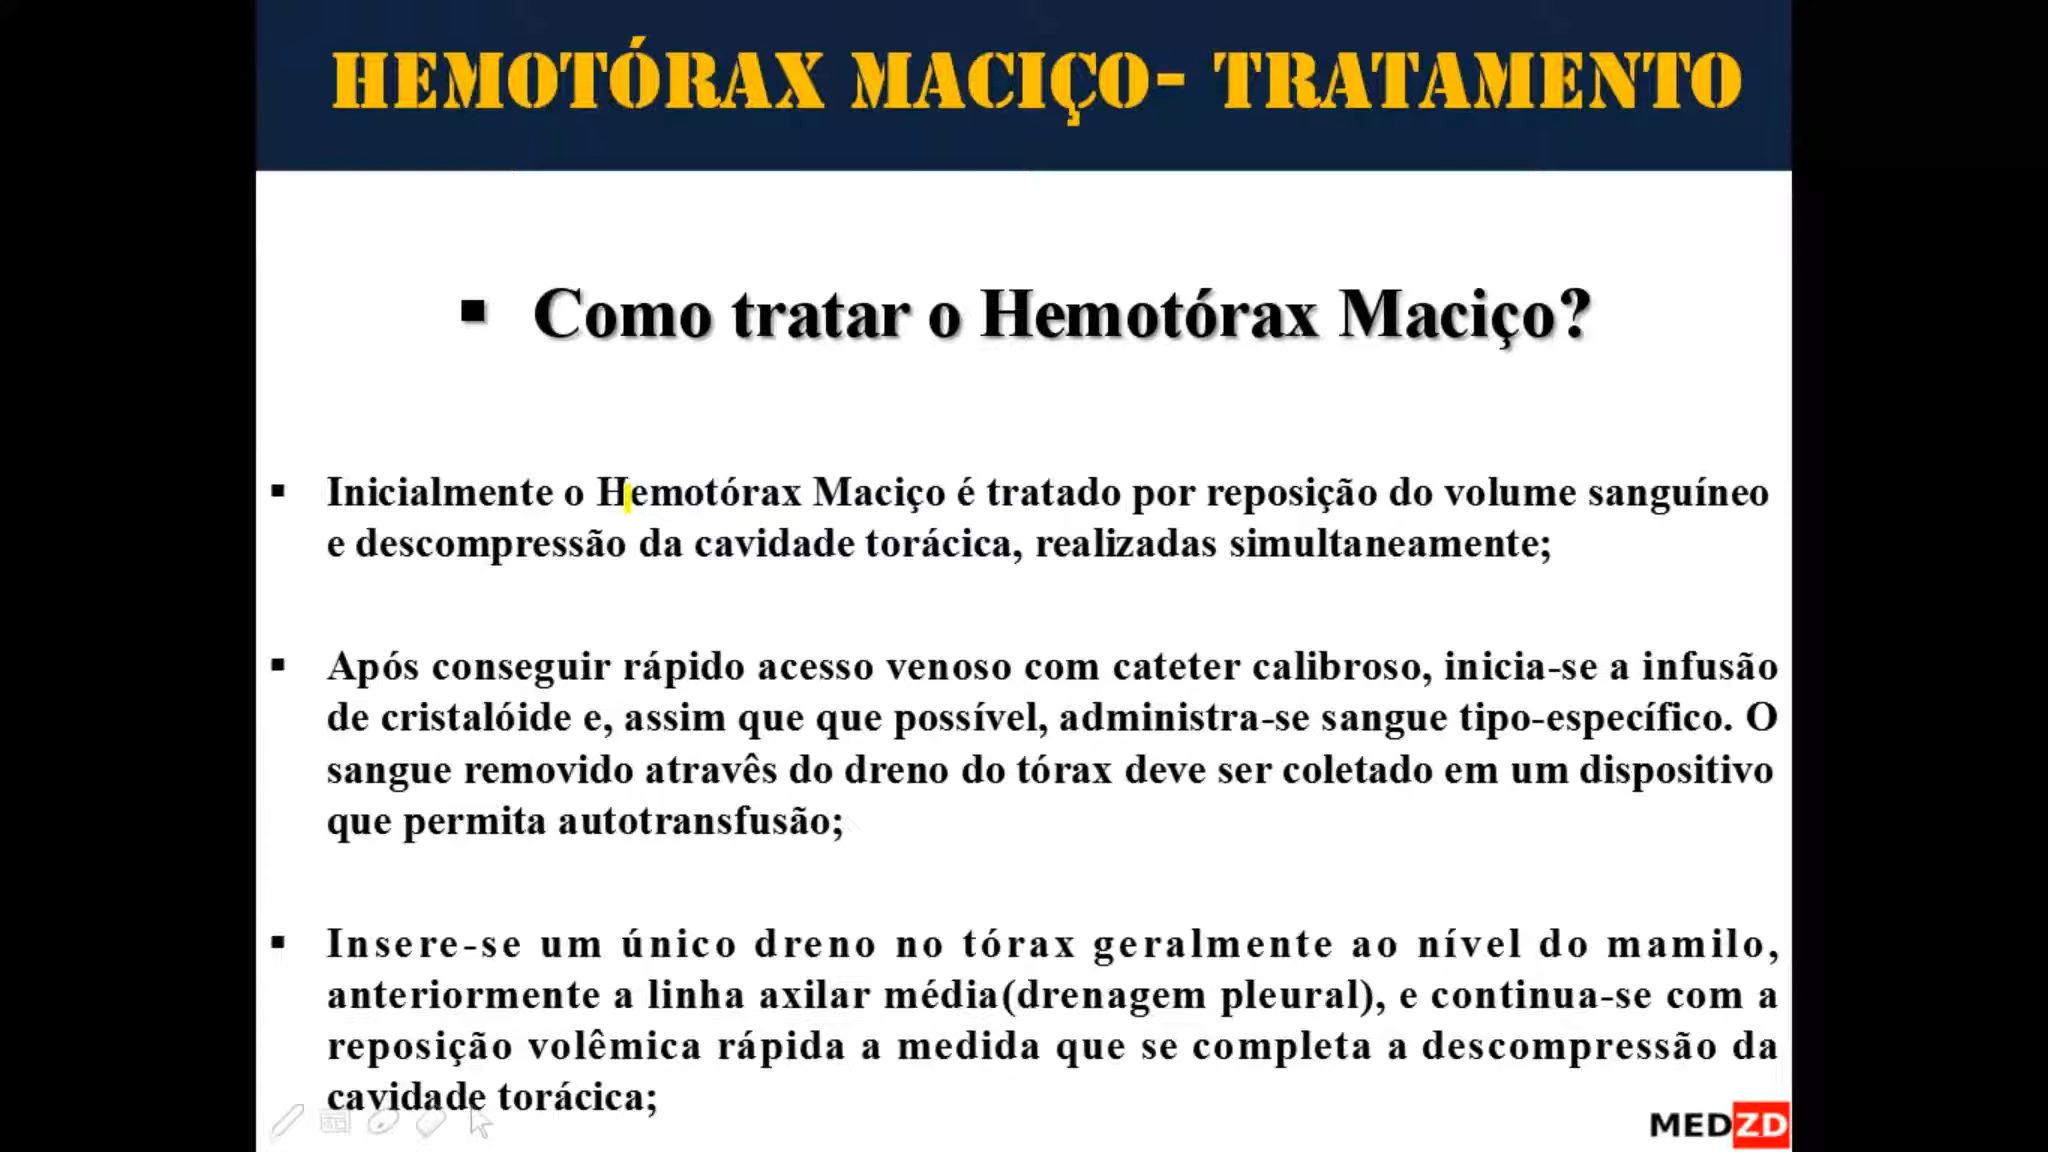 HEMOTÓRAX MACIÇO- TRATAMENTO
▪ Como tratar o Hemotórax Maciço?
▪ Inicialmente o Hemotórax Maciço é tratado por reposição do volume sanguíneo
e descompressão da cavidade torácica, realizadas simultaneamente;
▪ Após conseguir rápido acesso venoso com cateter calibroso, inicia-se a infusão
de cristalóide e, assim que que possível, administra-se sangue tipo-específico. O
sangue removido atravês do dreno do tórax deve ser coletado em um dispositivo
que permita autotransfusão;
▪ Insere-se um único dreno no tórax geralmente ao nível do mamilo,
anteriormente a linha axilar média(drenagem pleural), e continua-se com a
reposição volêmica rápida a medida que se completa a descompressão da
cavidade torácica;
MEDZD